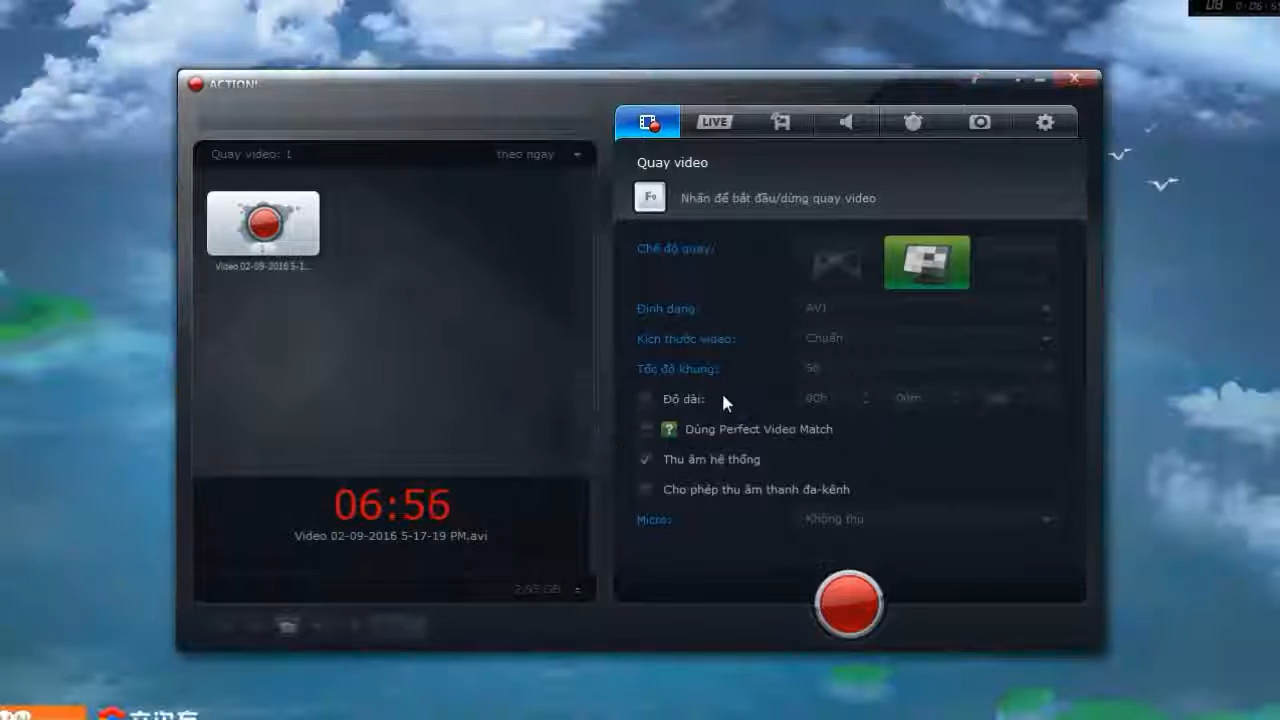 ACTION!
LIVE
Quay video: 1
theo ngay
Quay video
F9
Nhấn để bắt đầu/dừng quay video
Video 02-09-2016 5-1...
Chế độ quay:
Định dạng:
AVI
Kích thước video:
Chuẩn
Tốc độ khung:
Độ dài:
00h
00m
? Dùng Perfect Video Match
Thu âm hệ thống
Cho phép thu âm thanh đa-kênh
Micro:
Không thu
06:56
Video 02-09-2016 5-17-19 PM.avi